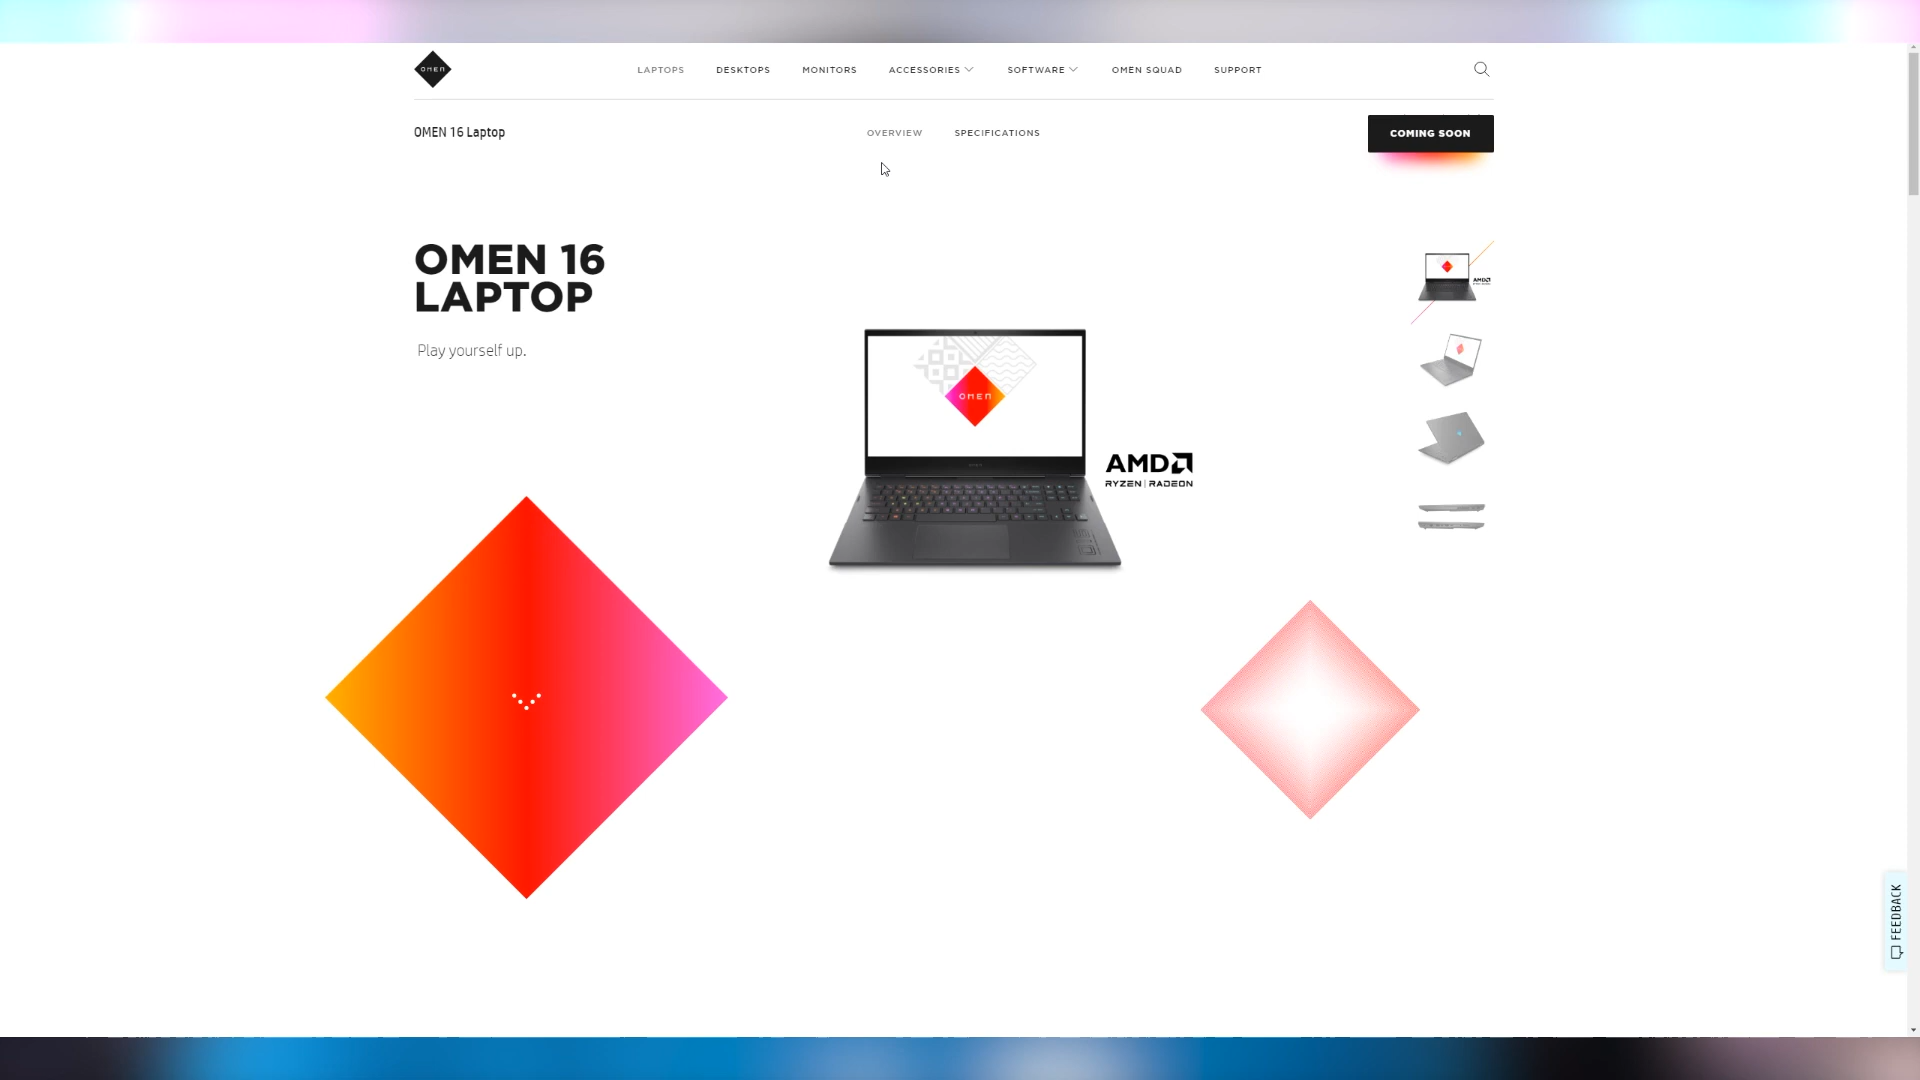 OMEN
LAPTOPS
DESKTOPS
MONITORS
ACCESSORIES
SOFTWARE
OMEN SQUAD
SUPPORT
OMEN 16 Laptop
OVERVIEW
SPECIFICATIONS
COMING SOON
OMEN 16
LAPTOP
Play yourself up.
OMEN
AMD
RYZEN | RADEON
AMD
FEEDBACK